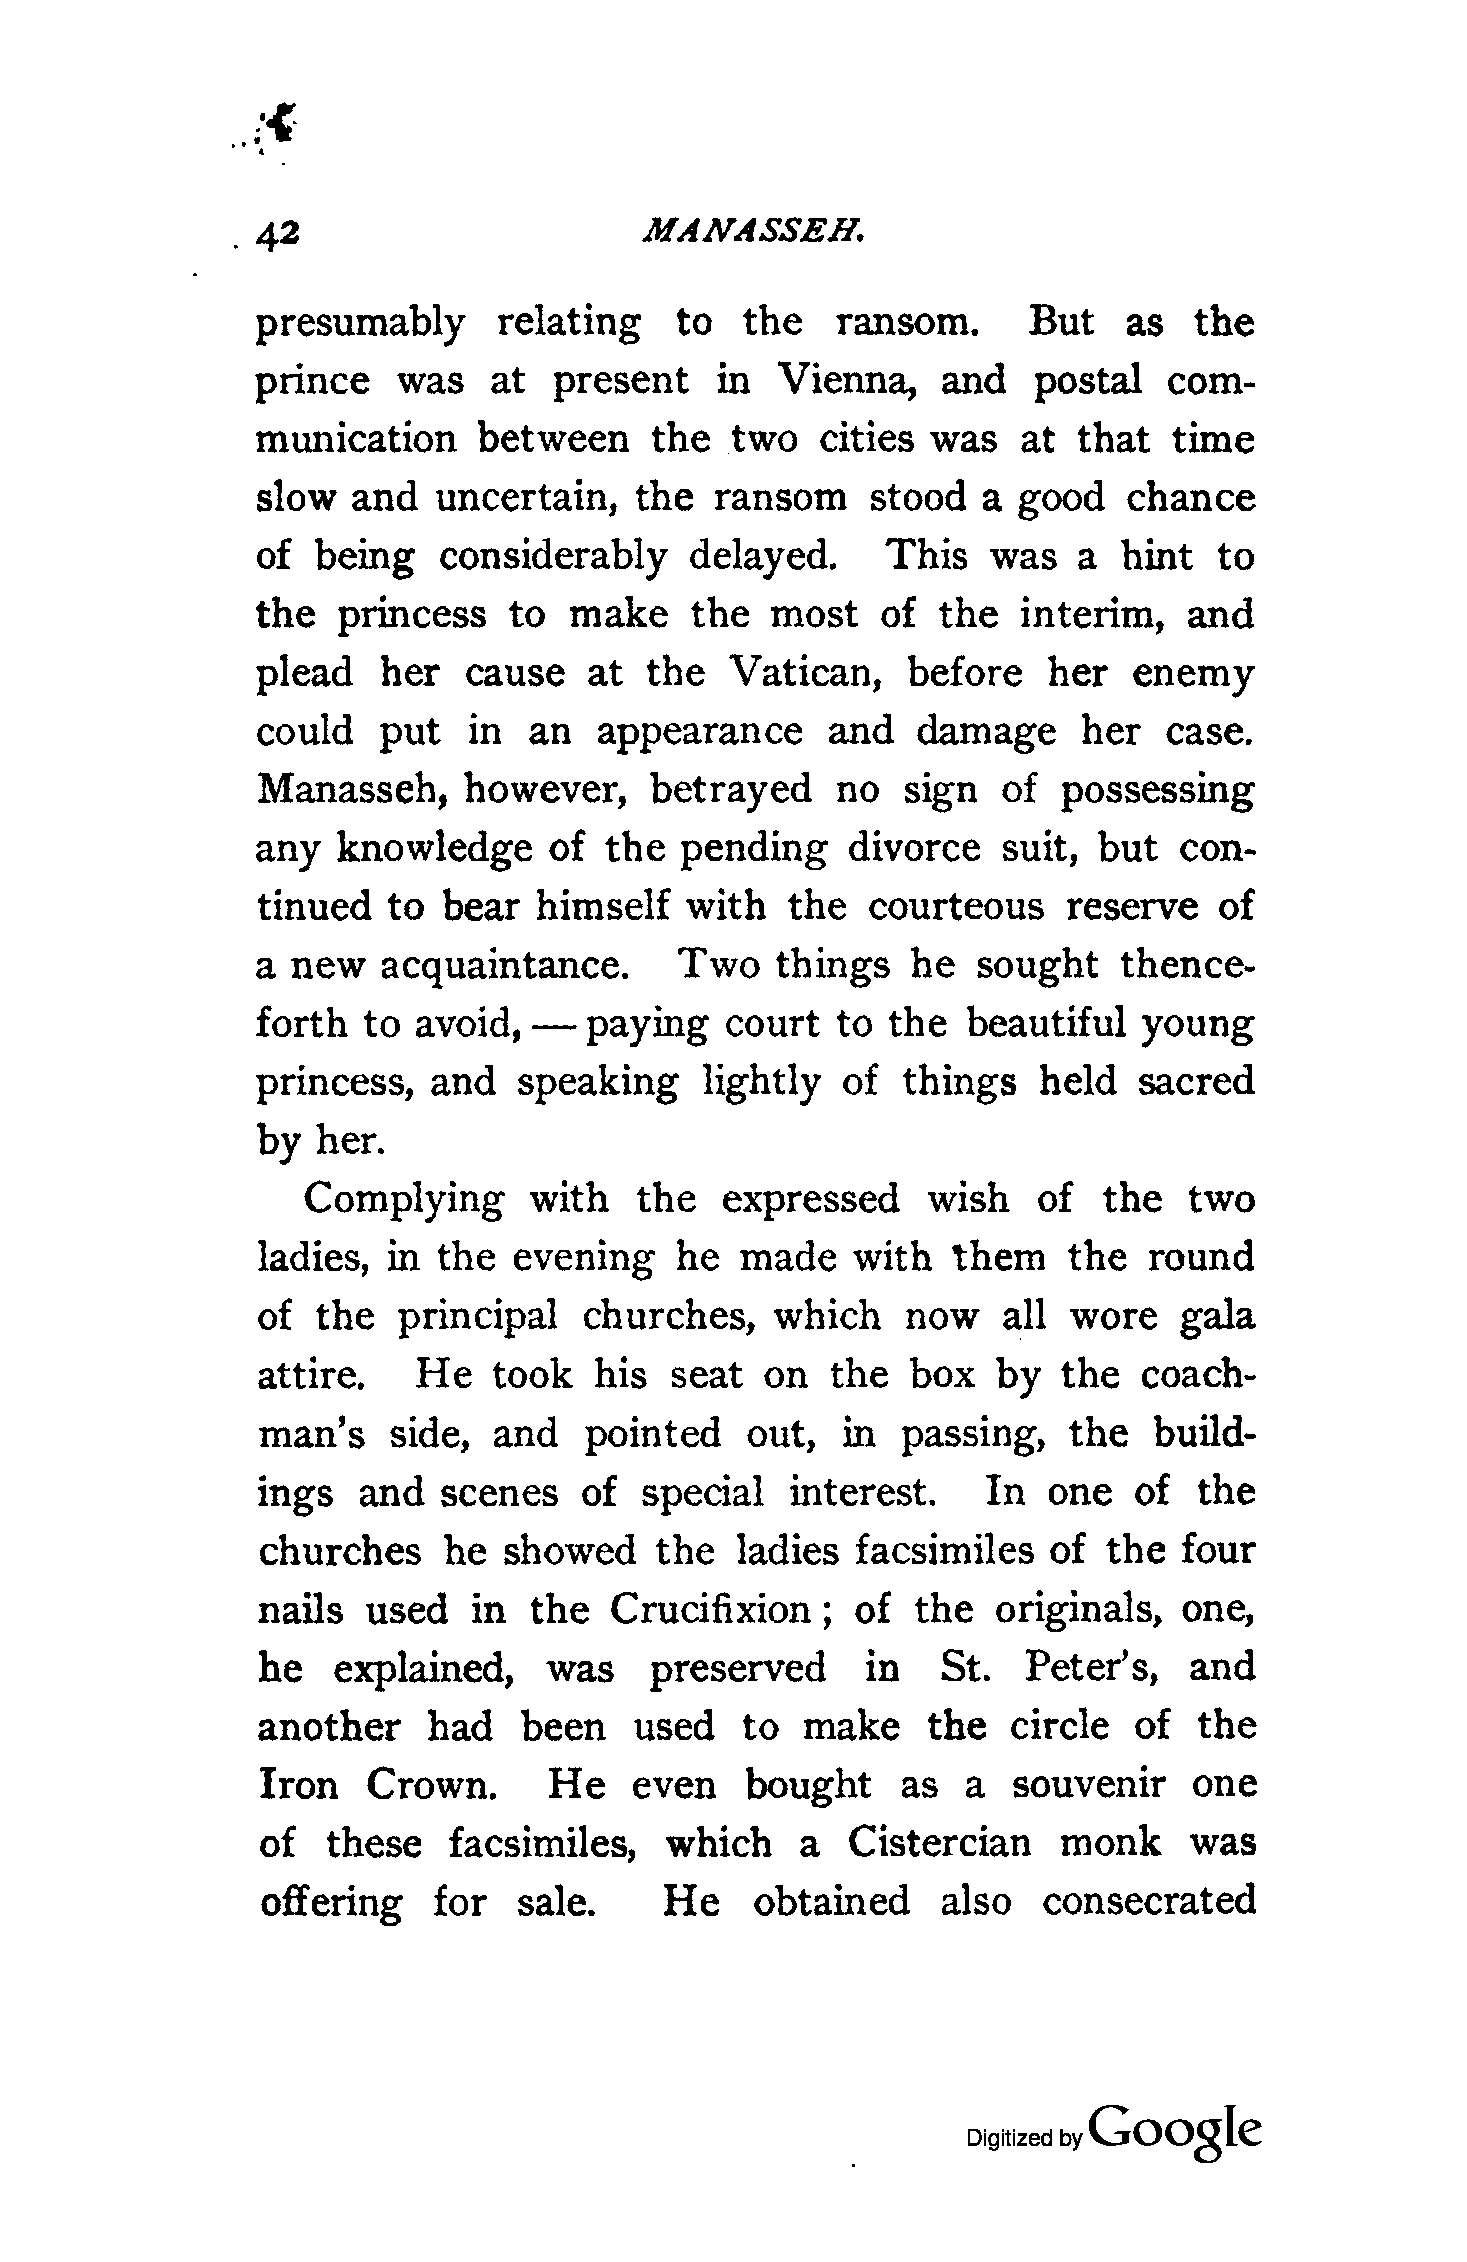 42 MANASSEH.
presumably relating to the ransom. But as the
prince was at present in Vienna, and postal com-
munication between the two cities was at that time
slow and uncertain, the ransom stood a good chance
of being considerably delayed. This was a hint to
the princess to make the most of the interim, and
plead her cause at the Vatican, before her enemy
could put in an appearance and damage her case.
Manasseh, however, betrayed no sign of possessing
any knowledge of the pending divorce suit, but con-
tinued to bear himself with the courteous reserve of
a new acquaintance. Two things he sought thence-
forth to avoid, — paying court to the beautiful young
princess, and speaking lightly of things held sacred
by her.
Complying with the expressed wish of the two
ladies, in the evening he made with them the round
of the principal churches, which now all wore gala
attire. He took his seat on the box by the coach-
man's side, and pointed out, in passing, the build-
ings and scenes of special interest. In one of the
churches he showed the ladies facsimiles of the four
nails used in the Crucifixion ; of the originals, one,
he explained, was preserved in St. Peter's, and
another had been used to make the circle of the
Iron Crown. He even bought as a souvenir one
of these facsimiles, which a Cistercian monk was
offering for sale. He obtained also consecrated
Digitized by Google